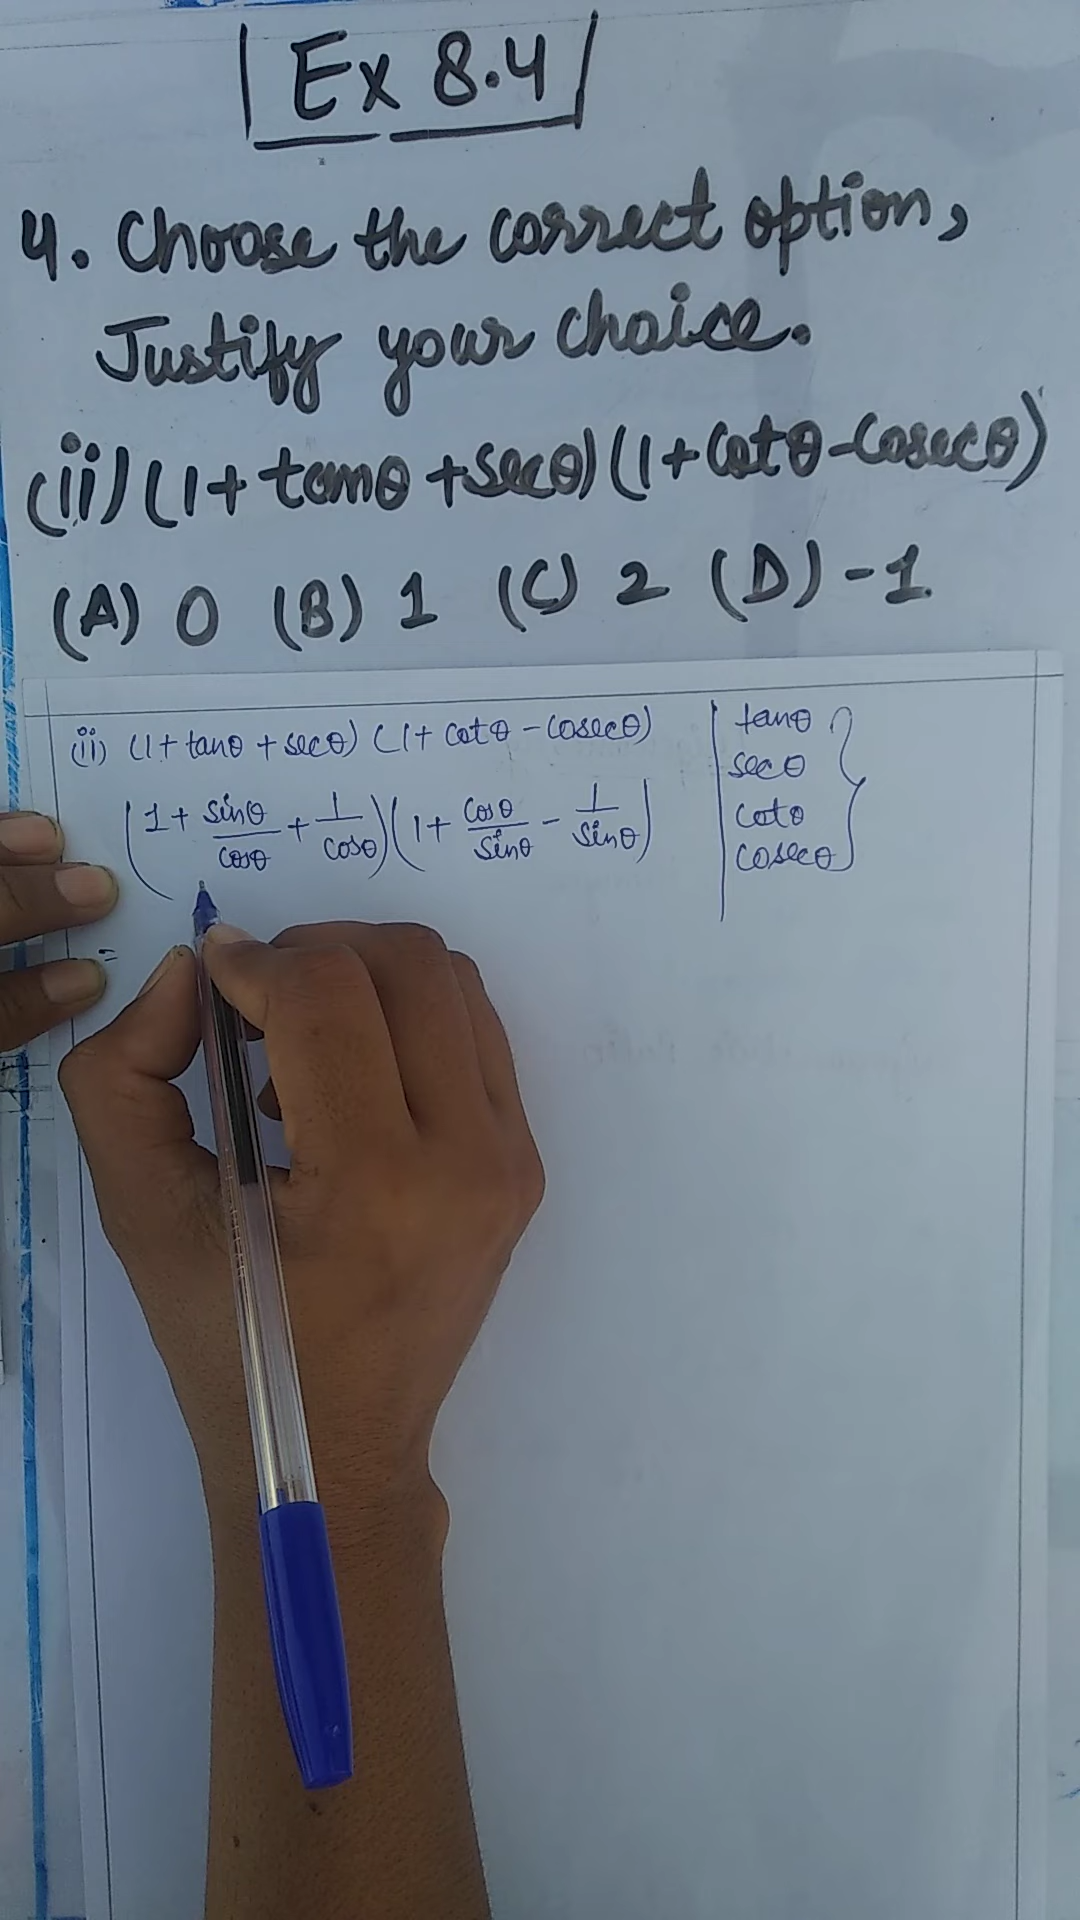 Ex 8.4
4. Choose the correct option,
Justify your choice.
(ii) (1+tanθ+secθ)(1+cotθ-cosecθ)
(A) 0 (B) 1 (C) 2 (D) -1
(ii) (1+tanθ+secθ) (1+cotθ-cosecθ)
(1+ sinθ/cosθ + 1/cosθ)(1+ cosθ/sinθ - 1/sinθ)
=
tanθ
secθ
cotθ
cosecθ